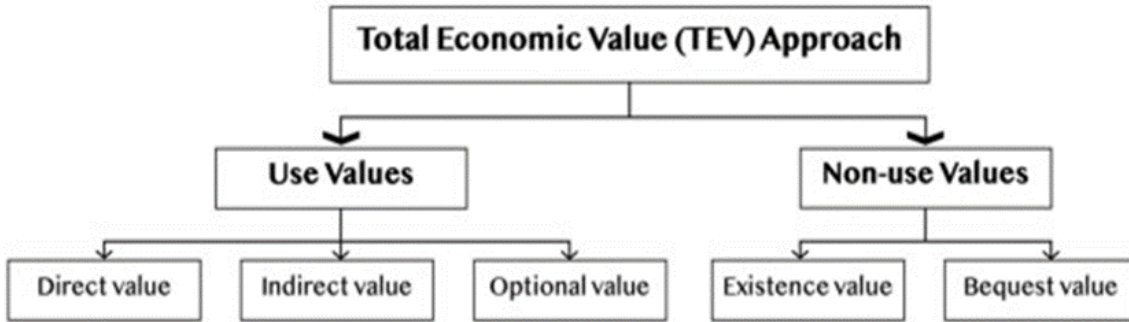 Total Economic Value (TEV) Approach
Use Values
Non-use Values
Direct value
Indirect value
Optional value
Existence value
Bequest value